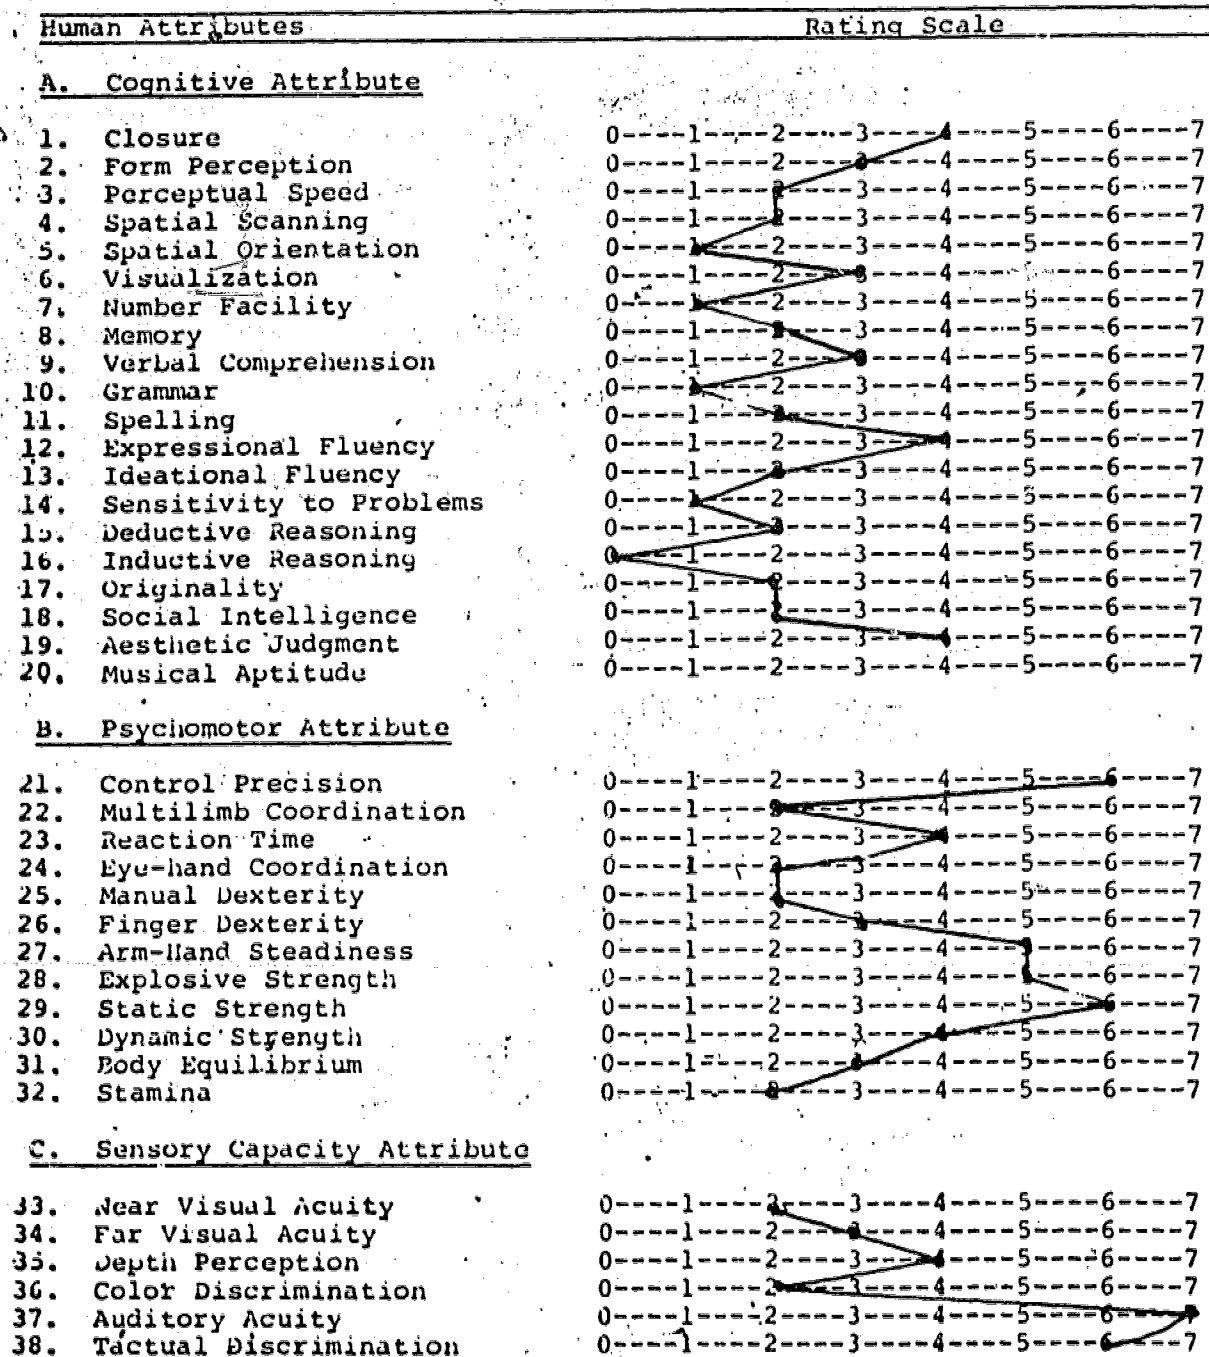 Human Attributes Rating Scale
A. Cognitive Attribute
1. Closure 0----1----2----3----4----5----6----7
2. Form Perception 0----1----2----3----4----5----6----7
3. Perceptual Speed 0----1----2----3----4----5----6----7
4. Spatial Scanning 0----1----2----3----4----5----6----7
5. Spatial Orientation 0----1----2----3----4----5----6----7
6. Visualization 0----1----2----3----4----5----6----7
7. Number Facility 0----1----2----3----4----5----6----7
8. Memory 0----1----2----3----4----5----6----7
9. Verbal Comprehension 0----1----2----3----4----5----6----7
10. Grammar 0----1----2----3----4----5----6----7
11. Spelling 0----1----2----3----4----5----6----7
12. Expressional Fluency 0----1----2----3----4----5----6----7
13. Ideational Fluency 0----1----2----3----4----5----6----7
14. Sensitivity to Problems 0----1----2----3----4----5----6----7
15. Deductive Reasoning 0----1----2----3----4----5----6----7
16. Inductive Reasoning 0----1----2----3----4----5----6----7
17. Originality 0----1----2----3----4----5----6----7
18. Social Intelligence 0----1----2----3----4----5----6----7
19. Aesthetic Judgment 0----1----2----3----4----5----6----7
20. Musical Aptitude 0----1----2----3----4----5----6----7
B. Psychomotor Attribute
21. Control Precision 0----1----2----3----4----5----6----7
22. Multilimb Coordination 0----1----2----3----4----5----6----7
23. Reaction Time 0----1----2----3----4----5----6----7
24. Eye-hand Coordination 0----1----2----3----4----5----6----7
25. Manual Dexterity 0----1----2----3----4----5----6----7
26. Finger Dexterity 0----1----2----3----4----5----6----7
27. Arm-Hand Steadiness 0----1----2----3----4----5----6----7
28. Explosive Strength 0----1----2----3----4----5----6----7
29. Static Strength 0----1----2----3----4----5----6----7
30. Dynamic Strength 0----1----2----3----4----5----6----7
31. Body Equilibrium 0----1----2----3----4----5----6----7
32. Stamina 0----1----2----3----4----5----6----7
C. Sensory Capacity Attribute
33. Near Visual Acuity 0----1----2----3----4----5----6----7
34. Far Visual Acuity 0----1----2----3----4----5----6----7
35. Depth Perception 0----1----2----3----4----5----6----7
36. Color Discrimination 0----1----2----3----4----5----6----7
37. Auditory Acuity 0----1----2----3----4----5----6----7
38. Tactual Discrimination 0----1----2----3----4----5----6----7